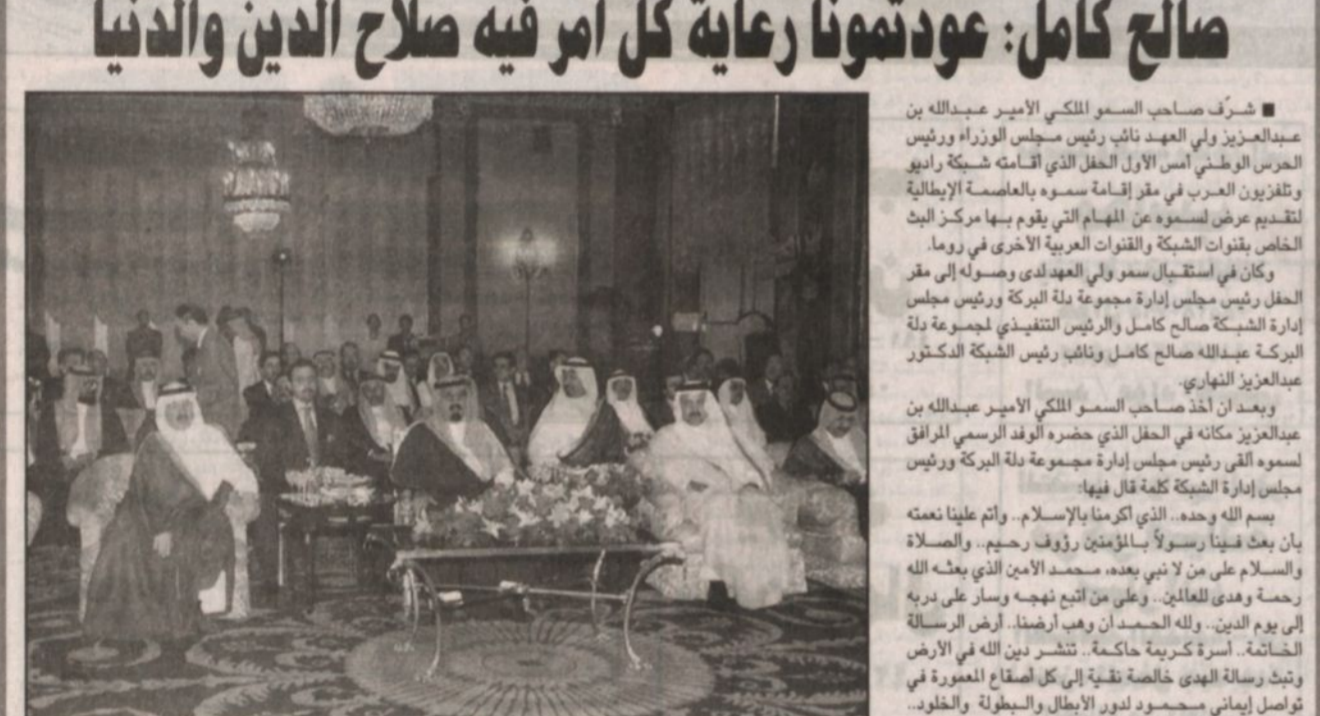 صالح كامل: عودتمونا رعاية كل أمر فيه صلاح الدين والدنيا
■ شرّف صاحب السمو الملكي الأمير عبدالله بن
عبدالعزيز ولي العهد نائب رئيس مجلس الوزراء ورئيس
الحرس الوطني أمس الأول الحفل الذي أقامته شبكة راديو
وتلفزيون العرب في مقر إقامة سموه بالعاصمة الإيطالية
لتقديم عرض لسموه عن المهام التي يقوم بها مركز البث
الخاص بقنوات الشبكة والقنوات العربية الأخرى في روما.
وكان في استقبال سمو ولي العهد لدى وصوله إلى مقر
الحفل رئيس مجلس إدارة مجموعة دلة البركة ورئيس مجلس
إدارة الشبكة صالح كامل والرئيس التنفيذي لمجموعة دلة
البركة عبدالله صالح كامل ونائب رئيس الشبكة الدكتور
عبدالعزيز النهاري.
وبعد ان أخذ صاحب السمو الملكي الأمير عبدالله بن
عبدالعزيز مكانه في الحفل الذي حضره الوفد الرسمي المرافق
لسموه ألقى رئيس مجلس إدارة مجموعة دلة البركة ورئيس
مجلس إدارة الشبكة كلمة قال فيها:
بسم الله وحده.. الذي أكرمنا بالإسلام.. وأتم علينا نعمته
بأن بعث فينا رسولاً بالمؤمنين رؤوف رحيم.. والصلاة
والسلام على من لا نبي بعده، محمد الأمين الذي بعثه الله
رحمة وهدى للعالمين.. وعلى من اتبع نهجه وسار على دربه
إلى يوم الدين.. ولله الحمد ان وهب أرضنا.. أرض الرسالة
الخاتمة.. أسرة كريمة حاكمة.. تنشر دين الله في الأرض
وتبث رسالة الهدى خالصة نقية إلى كل أصقاع المعمورة في
تواصل إيماني محمود لدور الأبطال والبطولة والخلود..